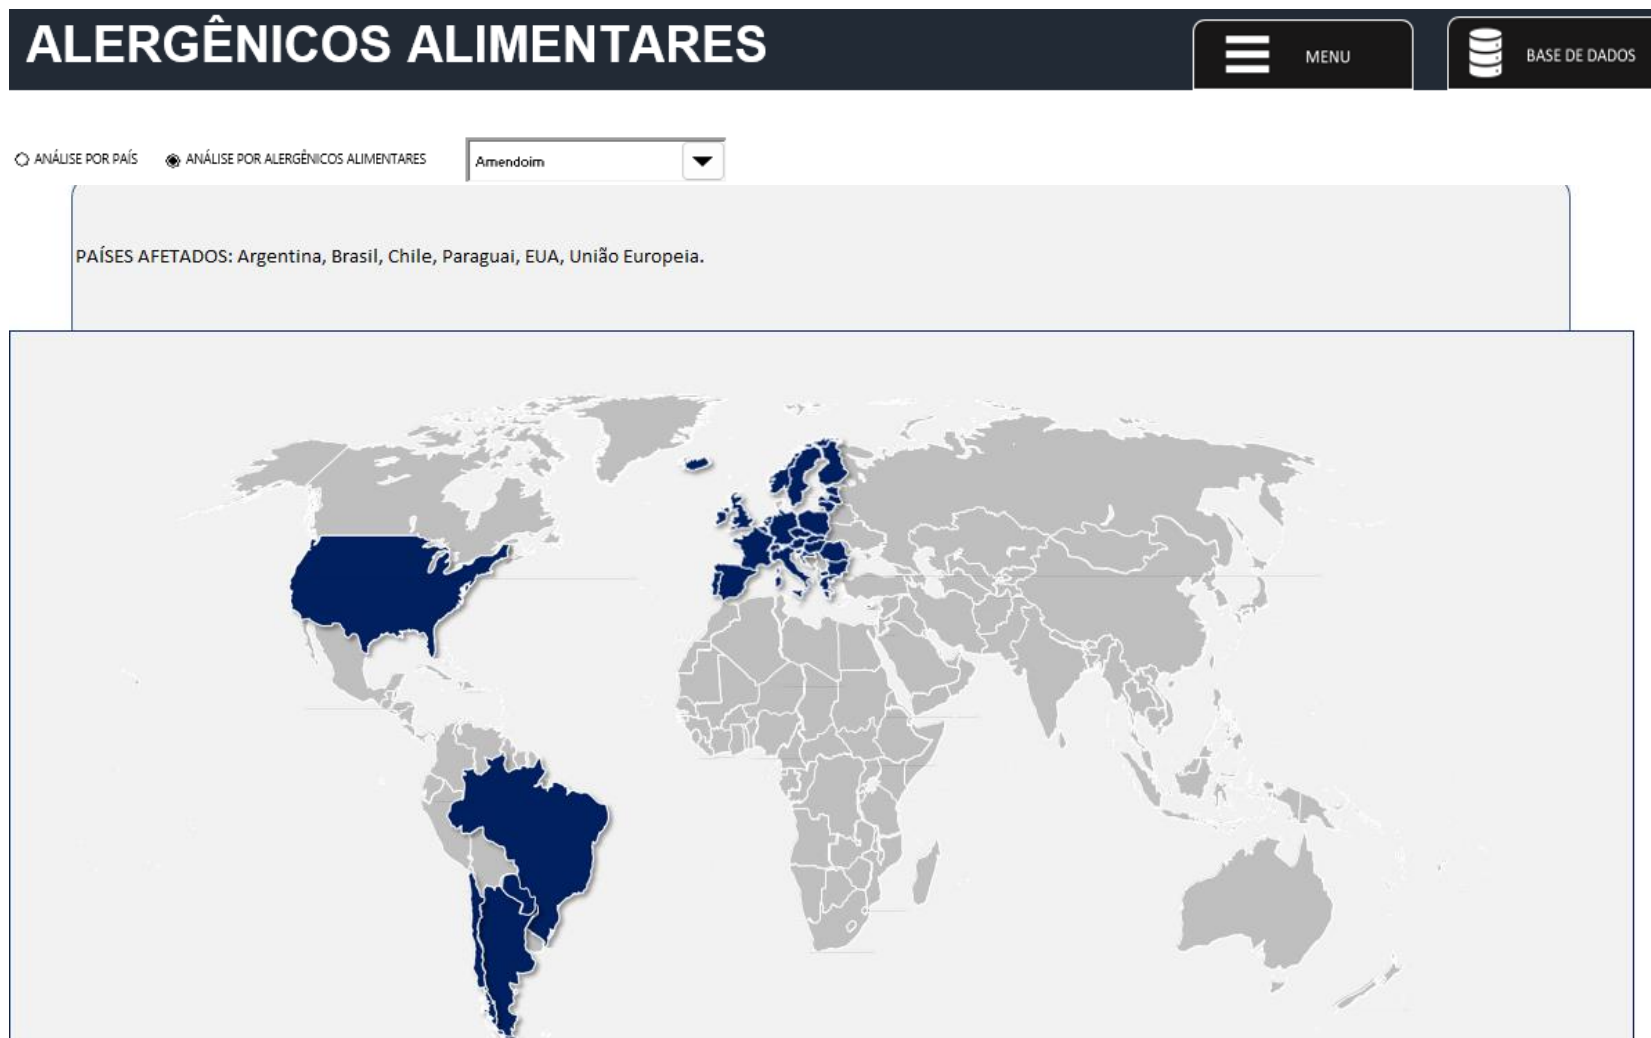 ALERGÊNICOS ALIMENTARES
MENU
BASE DE DADOS
ANÁLISE POR PAÍS
ANÁLISE POR ALERGÊNICOS ALIMENTARES
Amendoim
PAÍSES AFETADOS: Argentina, Brasil, Chile, Paraguai, EUA, União Europeia.